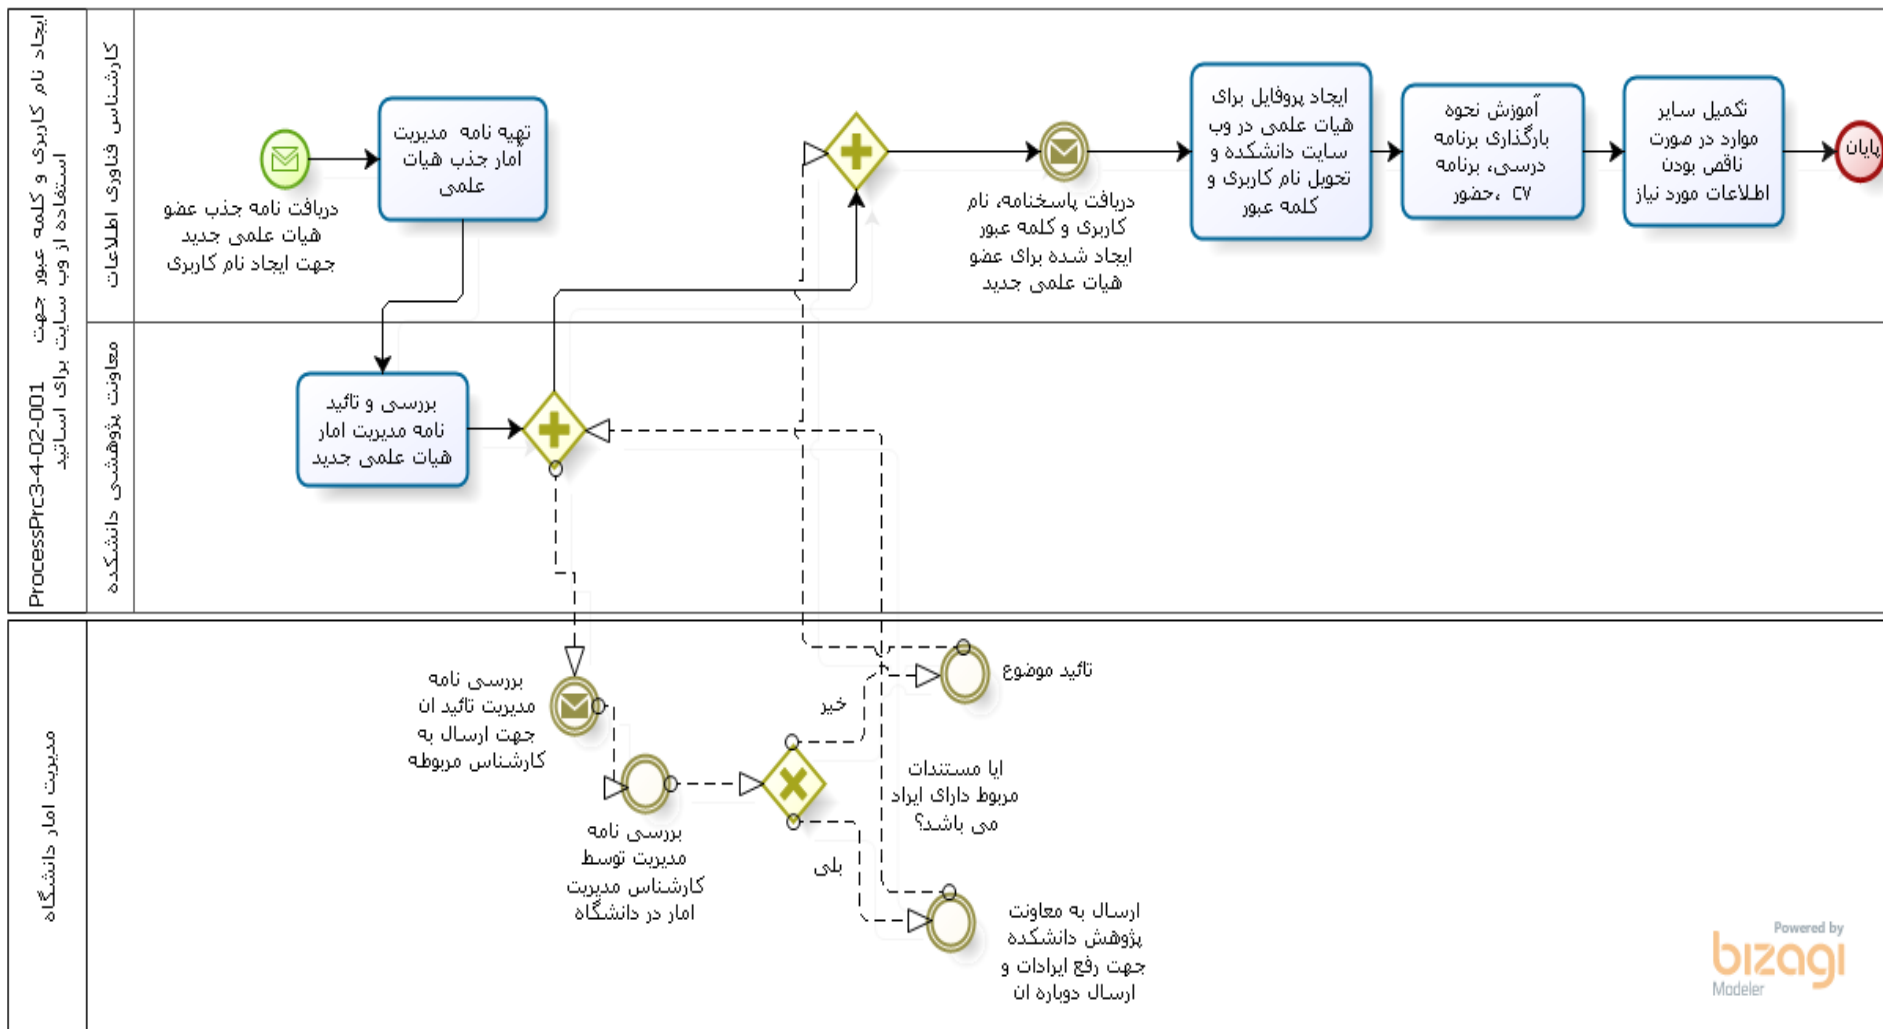 ProcessPrc3-4-02-001 ایجاد نام کاربری و کلمه عبور جهت
استفاده از وب سایت برای اساتید
کارشناس فناوری اطلاعات
دریافت نامه جذب عضو
هیات علمی جدید
جهت ایجاد نام کاربری
تهیه نامه مدیریت
آمار جذب هیات
علمی
دریافت پاسخنامه، نام
کاربری و کلمه عبور
ایجاد شده برای عضو
هیات علمی جدید
ایجاد پروفایل برای
هیات علمی در وب
سایت دانشکده و
تحویل نام کاربری و
کلمه عبور
آموزش نحوه
بارگذاری برنامه
درسی، برنامه
حضور، CV
تکمیل سایر
موارد در صورت
ناقص بودن
اطلاعات مورد نیاز
پایان
معاونت پژوهشی دانشکده
بررسی و تائید
نامه مدیریت امار
هیات علمی جدید
مدیریت امار دانشگاه
بررسی نامه
مدیریت تائید ان
جهت ارسال به
کارشناس مربوطه
بررسی نامه
مدیریت توسط
کارشناس مدیریت
امار در دانشگاه
ایا مستندات
مربوط دارای ایراد
می باشد؟
خیر
بلی
تائید موضوع
ارسال به معاونت
پژوهش دانشکده
جهت رفع ایرادات و
ارسال دوباره ان
Powered by
bizagi
Modeler